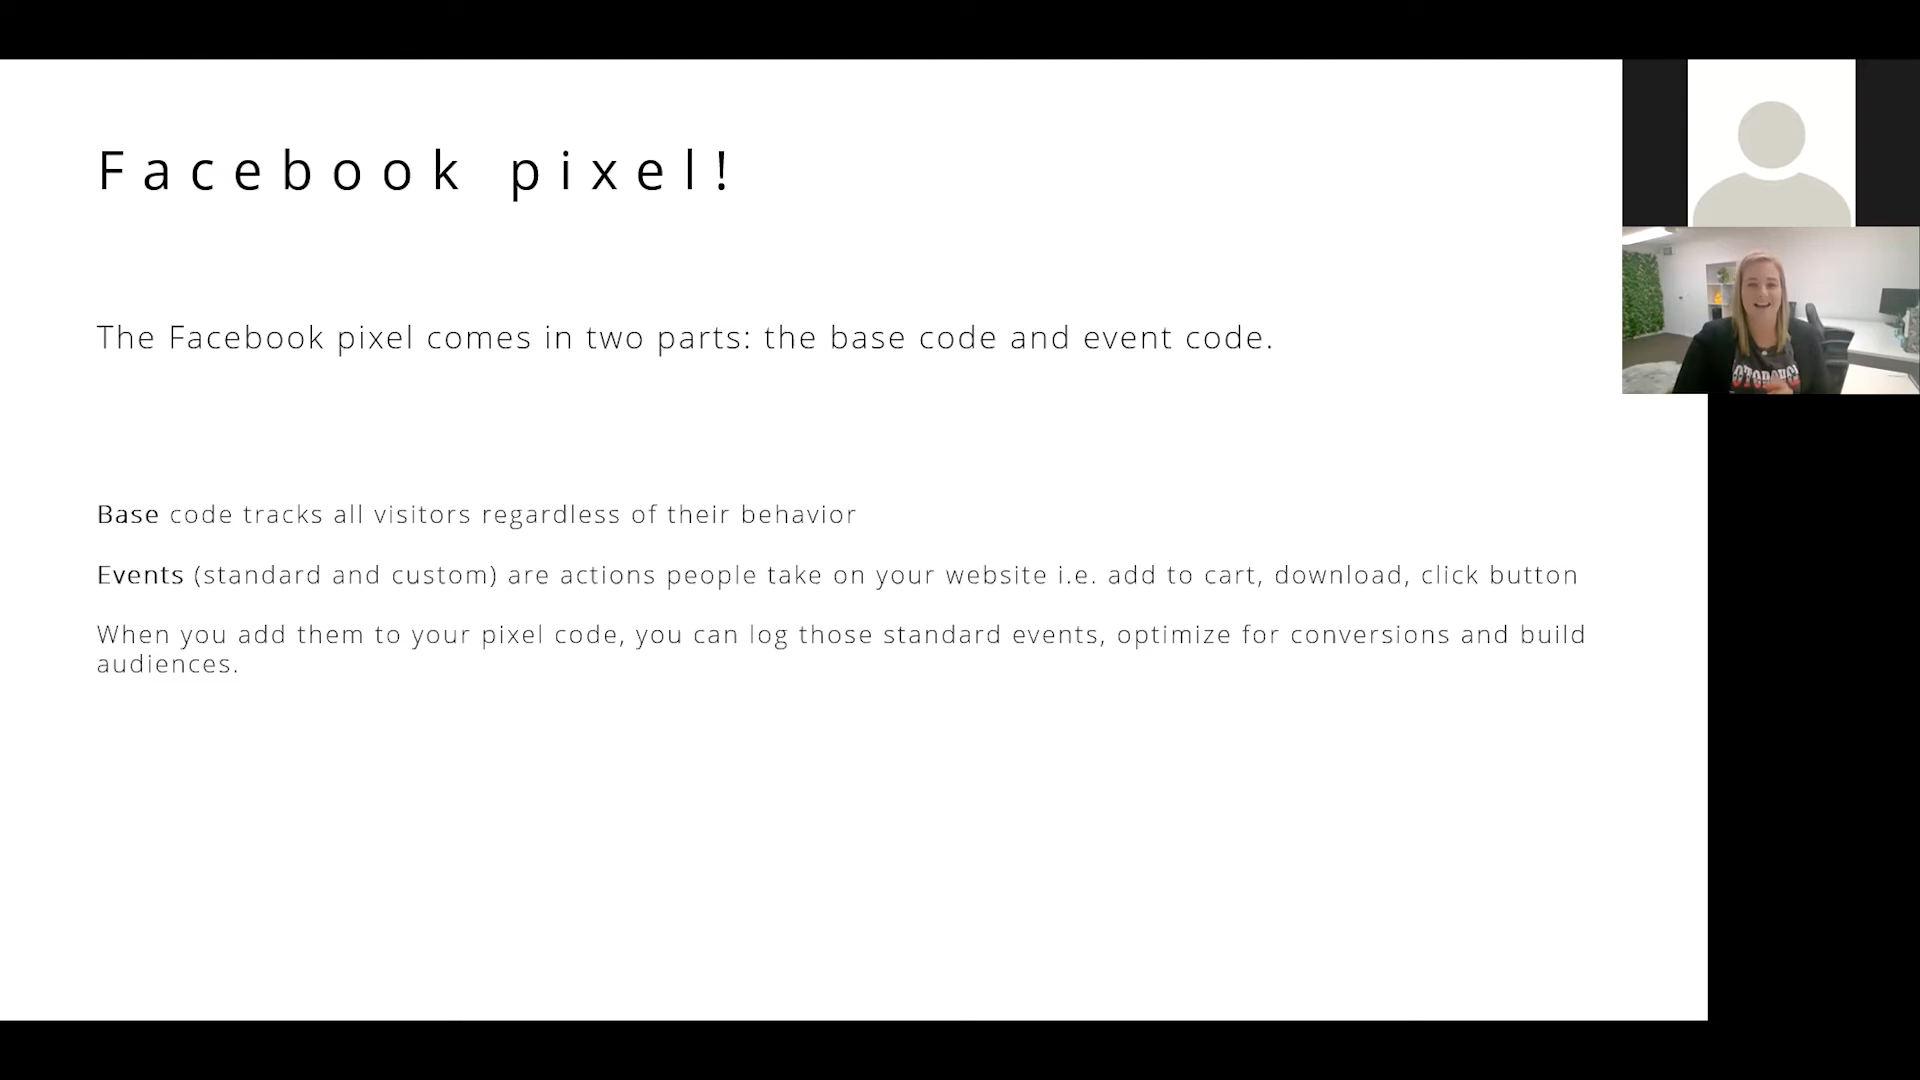 Facebook pixel!
The Facebook pixel comes in two parts: the base code and event code.
Base code tracks all visitors regardless of their behavior
Events (standard and custom) are actions people take on your website i.e. add to cart, download, click button
When you add them to your pixel code, you can log those standard events, optimize for conversions and build
audiences.